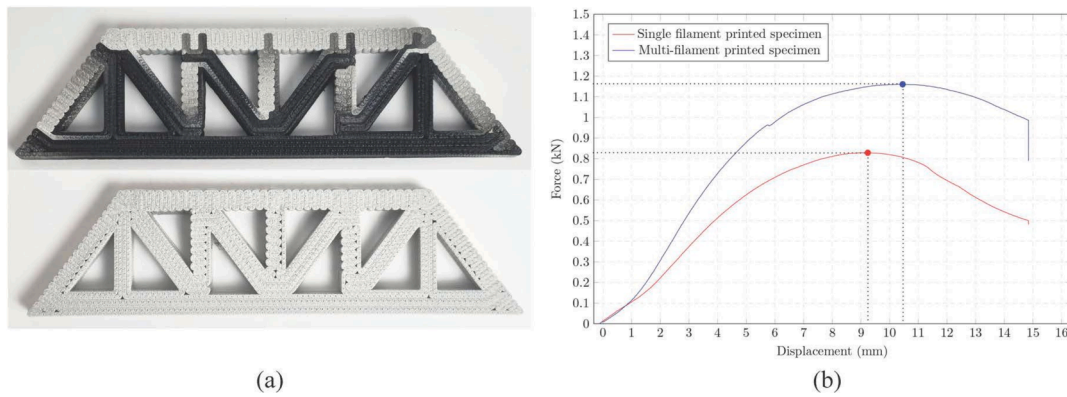 1.5
1.4
1.3
1.2
1.1
1
0.9
0.8
0.7
0.6
0.5
0.4
0.3
0.2
0.1
0
Force (kN)
Single filament printed specimen
Multi-filament printed specimen
0 1 2 3 4 5 6 7 8 9 10 11 12 13 14 15 16
Displacement (mm)
(a) (b)